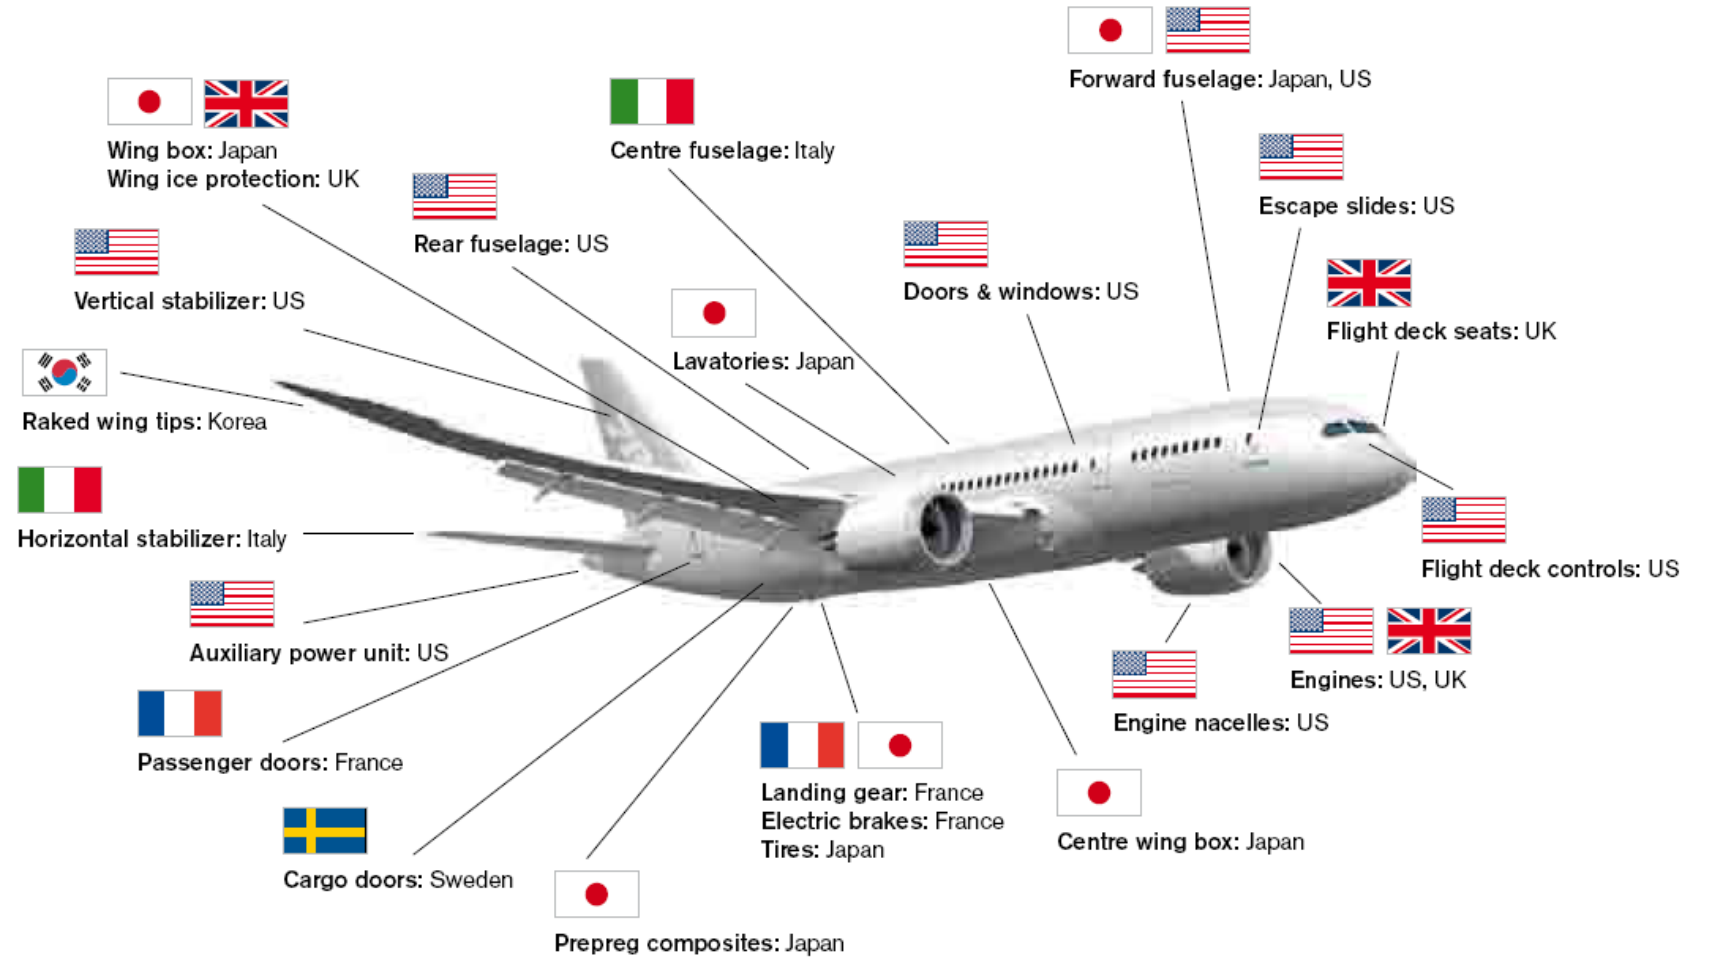 Forward fuselage: Japan, US
Wing box: Japan
Wing ice protection: UK
Centre fuselage: Italy
Escape slides: US
Rear fuselage: US
Doors & windows: US
Vertical stabilizer: US
Flight deck seats: UK
Lavatories: Japan
Raked wing tips: Korea
Horizontal stabilizer: Italy
Flight deck controls: US
Auxiliary power unit: US
Engines: US, UK
Engine nacelles: US
Passenger doors: France
Landing gear: France
Electric brakes: France
Tires: Japan
Centre wing box: Japan
Cargo doors: Sweden
Prepreg composites: Japan